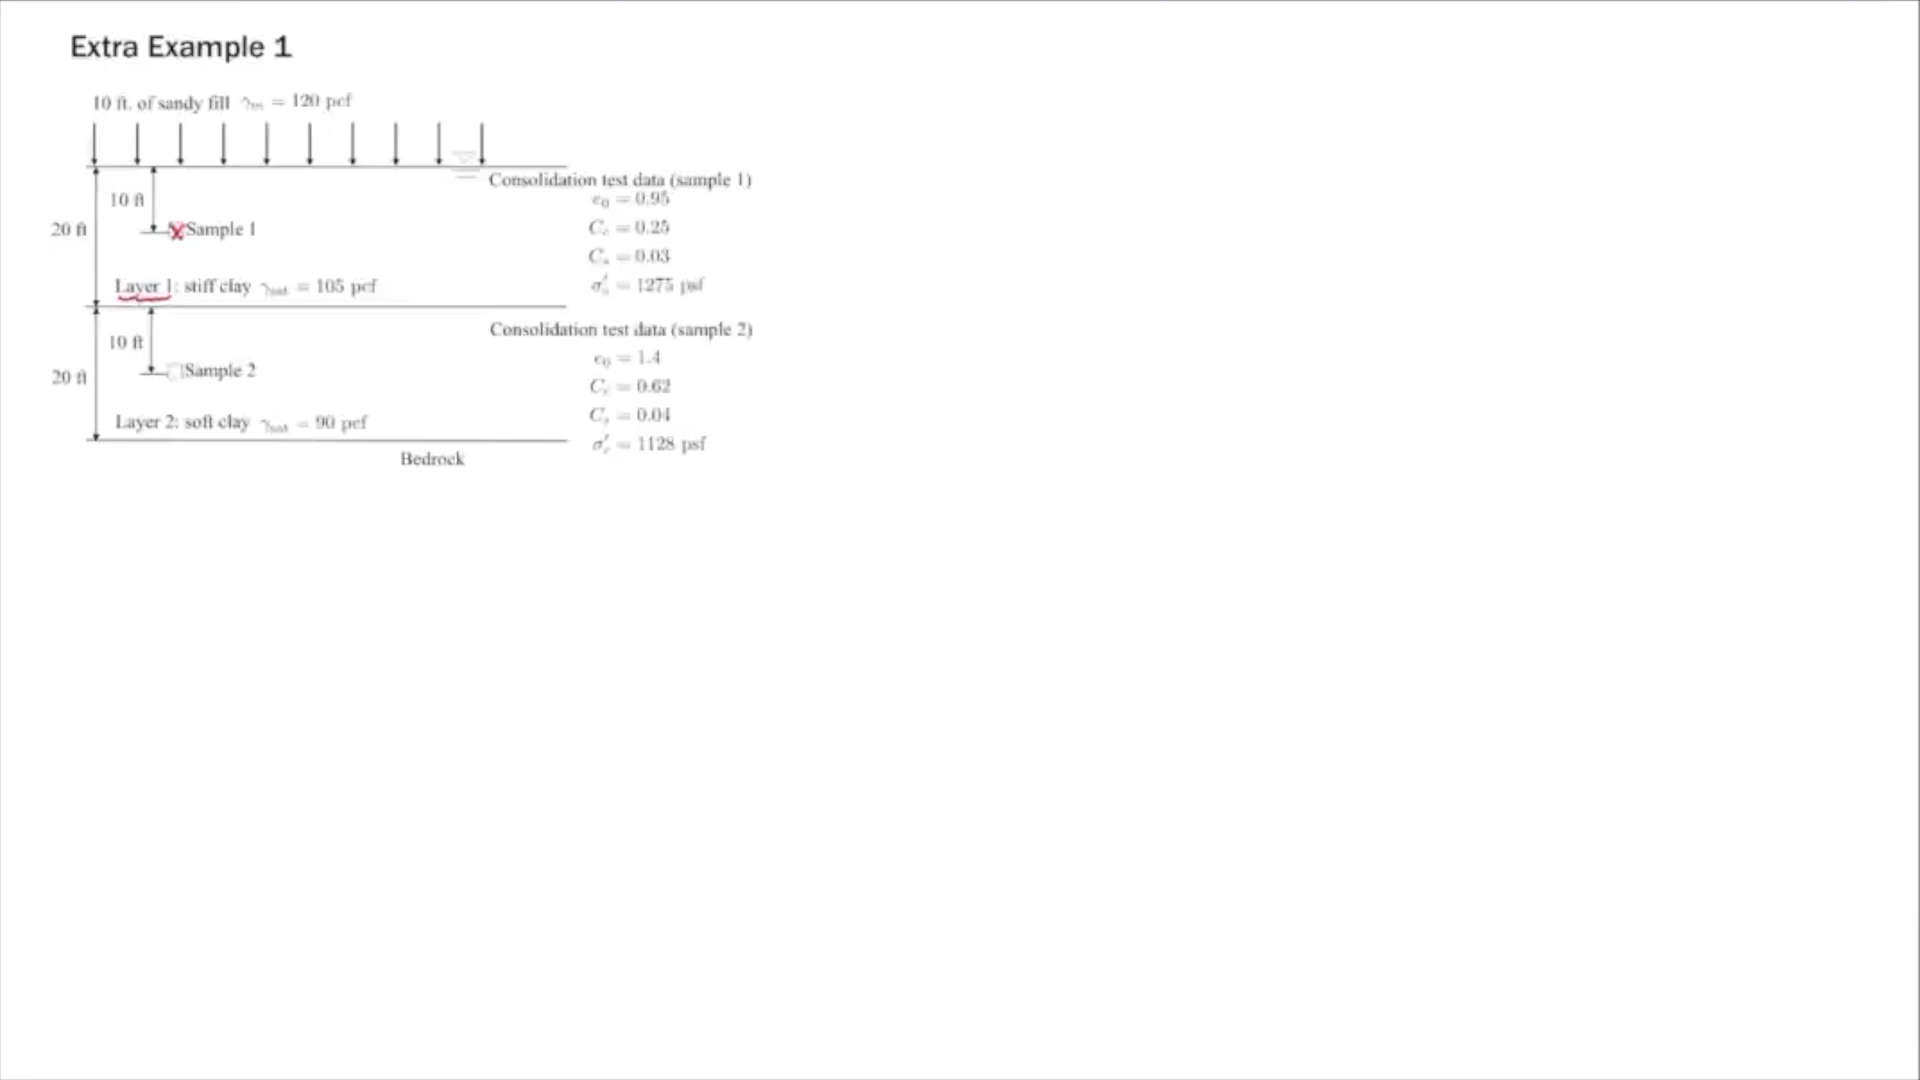 Extra Example 1
10 ft. of sandy fill γm = 120 pcf
Consolidation test data (sample 1)
e0 = 0.95
10 ft
Cc = 0.25
20 ft
Sample 1
Cs = 0.03
Layer 1: stiff clay γsat = 105 pcf
σ′c = 1275 psf
Consolidation test data (sample 2)
10 ft
e0 = 1.4
Sample 2
20 ft
Cc = 0.62
Cs = 0.04
Layer 2: soft clay γsat = 90 pcf
σ′c = 1128 psf
Bedrock